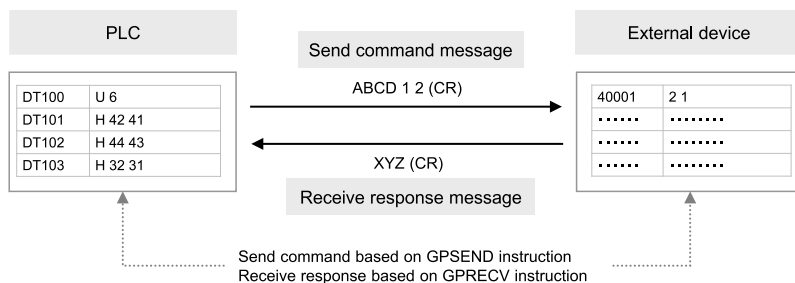 PLC
External device
Send command message
ABCD 1 2 (CR)
DT100 U 6
DT101 H 42 41
DT102 H 44 43
DT103 H 32 31
40001 2 1
...... ........
...... ........
...... ........
XYZ (CR)
Receive response message
Send command based on GPSEND instruction
Receive response based on GPRECV instruction